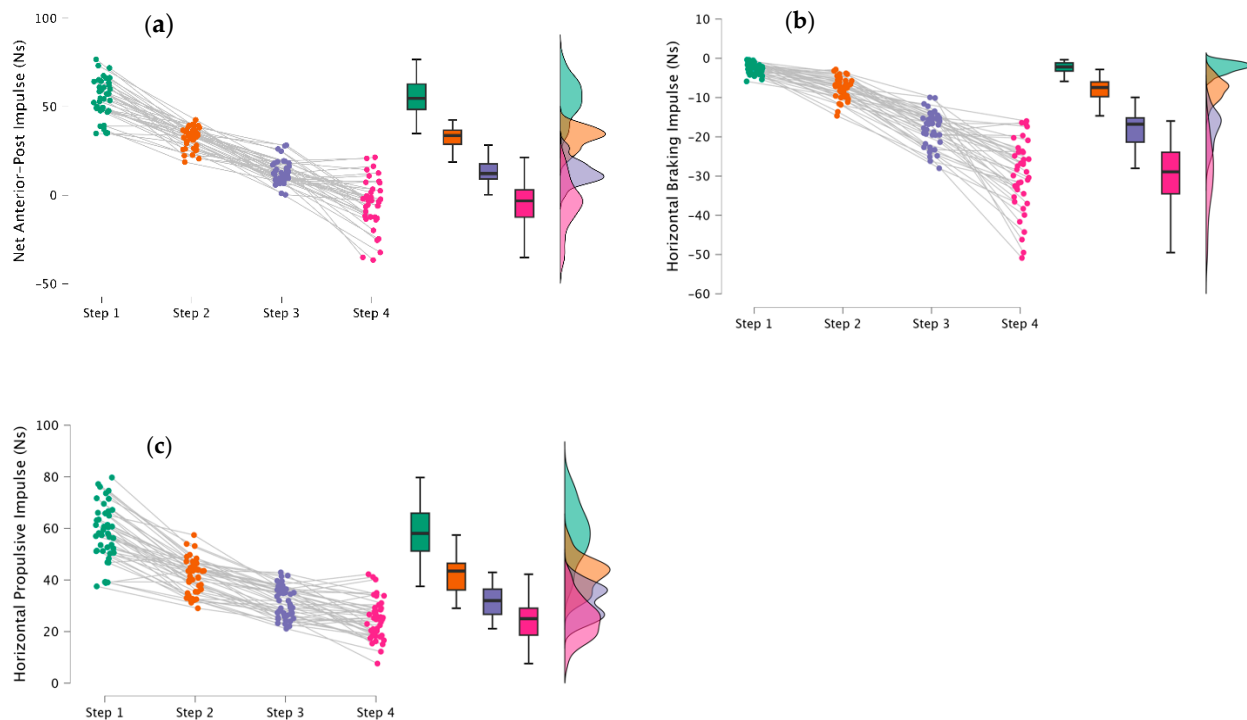 (a)
Net Anterior–Post Impulse (Ns)
100
50
0
−50
Step 1 Step 2 Step 3 Step 4
(b)
Horizontal Braking Impulse (Ns)
10
0
−10
−20
−30
−40
−50
−60
Step 1 Step 2 Step 3 Step 4
(c)
Horizontal Propulsive Impulse (Ns)
100
80
60
40
20
0
Step 1 Step 2 Step 3 Step 4